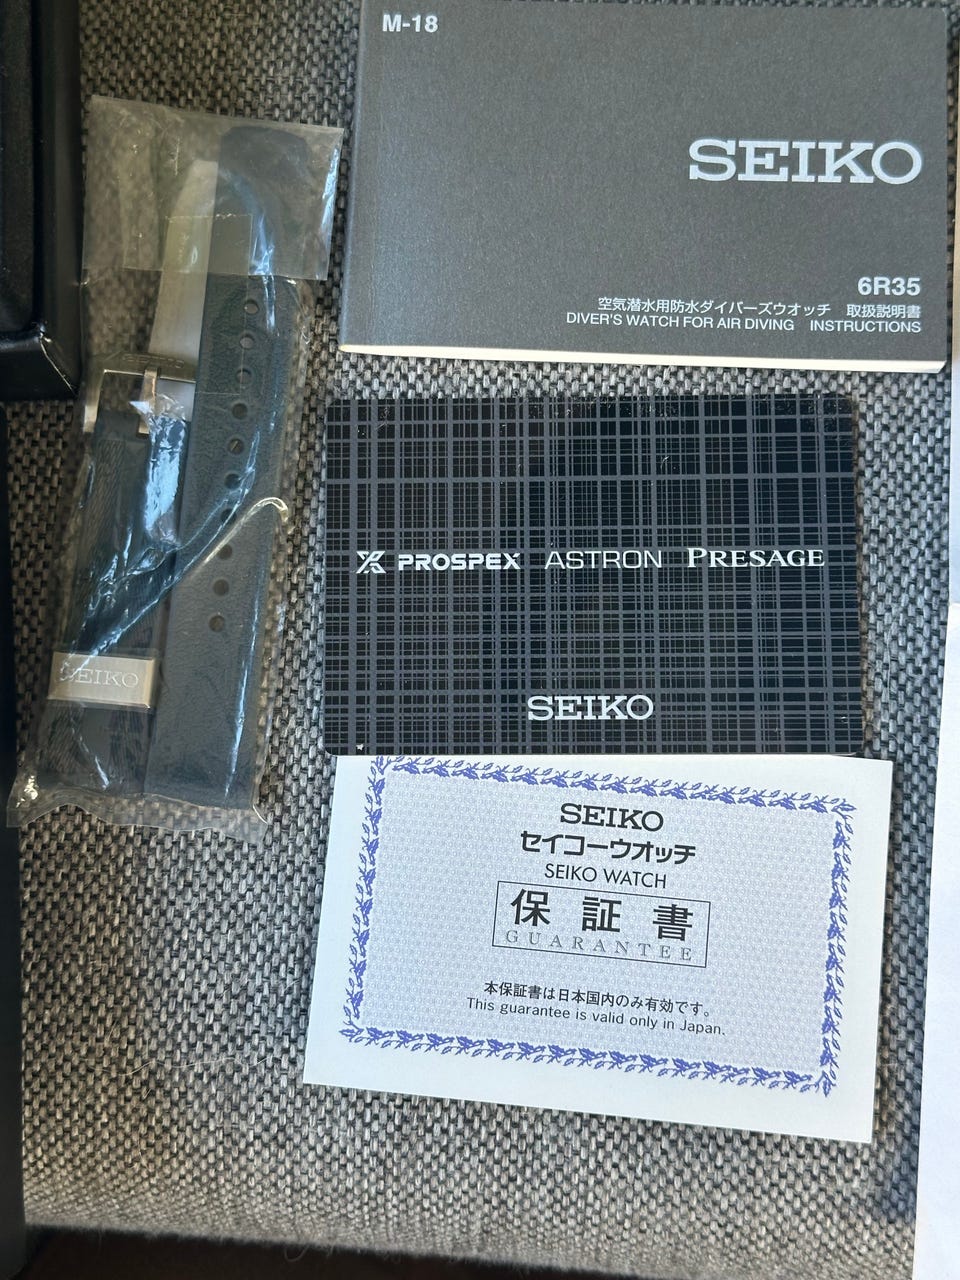 M-18
SEIKO
6R35
空気潜水用防水ダイバーズウオッチ 取扱説明書
DIVER'S WATCH FOR AIR DIVING INSTRUCTIONS
SEIKO
SEIKO
PROSPEX ASTRON PRESAGE
SEIKO
SEIKO
セイコーウオッチ
SEIKO WATCH
保証書
GUARANTEE
本保証書は日本国内のみ有効です。
This guarantee is valid only in Japan.